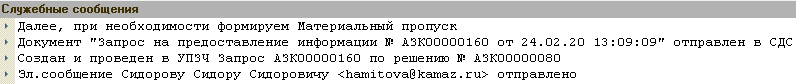 Служебные сообщения
Далее, при необходимости формируем Материальный пропуск
Документ "Запрос на предоставление информации № АЗК00000160 от 24.02.20 13:09:09" отправлен в СДС
Создан и проведен в УПЗЧ Запрос АЗК00000160 по решению № АЗК00000080
Эл.сообщение Сидорову Сидору Сидоровичу <hamitova@kamaz.ru> отправлено